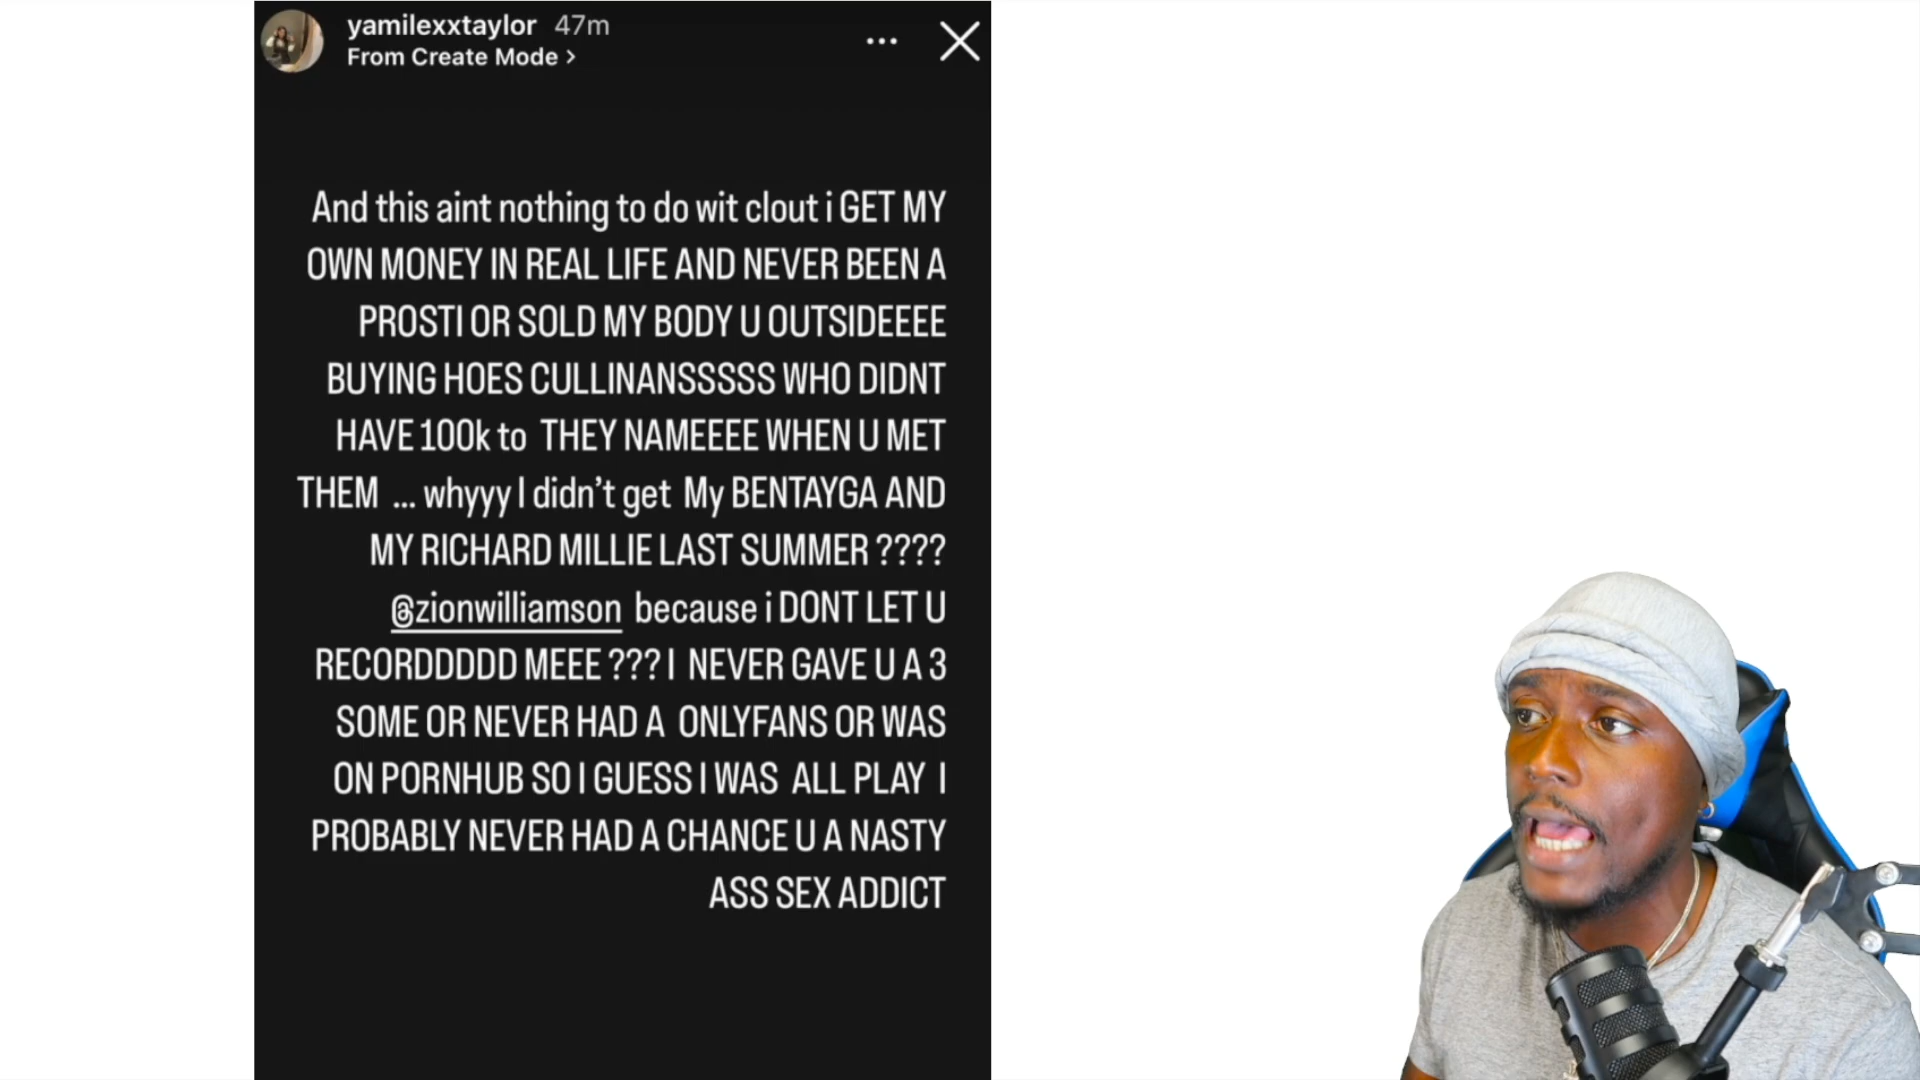 yamilexxtaylor 47m
From Create Mode >
And this aint nothing to do wit clout i GET MY
OWN MONEY IN REAL LIFE AND NEVER BEEN A
PROSTI OR SOLD MY BODY U OUTSIDEEEE
BUYING HOES CULLINANSSSSS WHO DIDNT
HAVE 100k to THEY NAMEEEE WHEN U MET
THEM ... whyyy I didn't get My BENTAYGA AND
MY RICHARD MILLIE LAST SUMMER ????
@zionwilliamson because i DONT LET U
RECORDDDDD MEEE ??? I NEVER GAVE U A 3
SOME OR NEVER HAD A ONLYFANS OR WAS
ON PORNHUB SO I GUESS I WAS ALL PLAY I
PROBABLY NEVER HAD A CHANCE U A NASTY
ASS SEX ADDICT